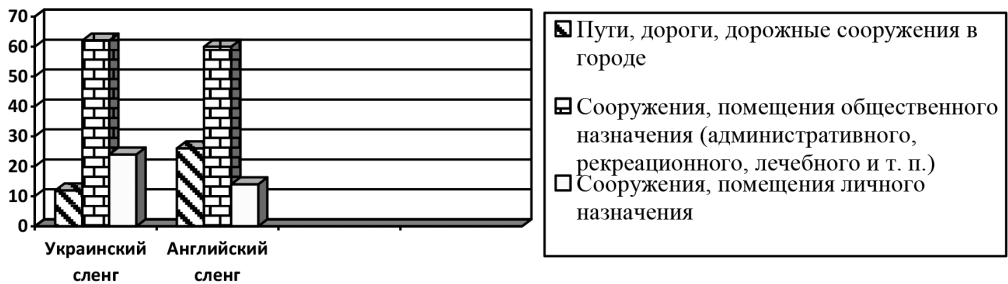 70
60
50
40
30
20
10
0
Украинский
сленг
Английский
сленг
Пути, дороги, дорожные сооружения в
городе
Сооружения, помещения общественного
назначения (административного,
рекреационного, лечебного и т. п.)
Сооружения, помещения личного
назначения